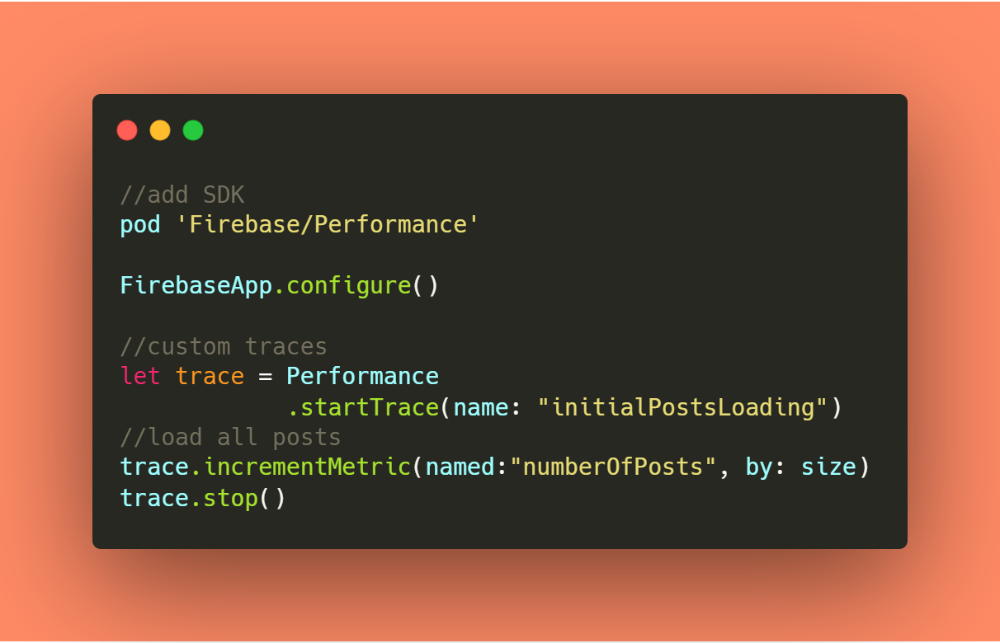 //add SDK
pod 'Firebase/Performance'
FirebaseApp.configure()
//custom traces
let trace = Performance
.startTrace(name: "initialPostsLoading")
//load all posts
trace.incrementMetric(named:"numberOfPosts", by: size)
trace.stop()